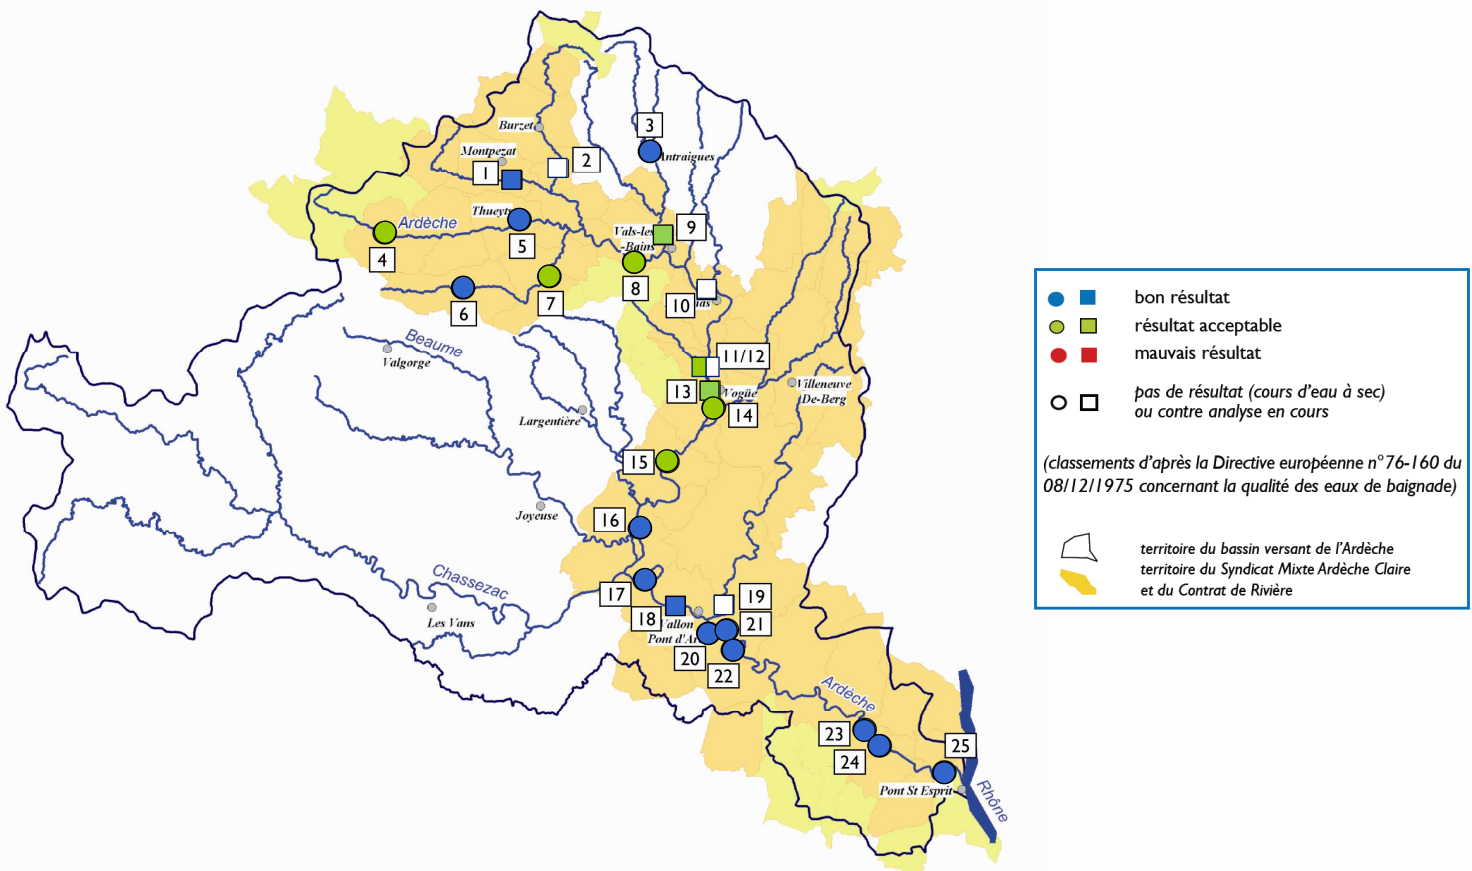 Burzet
3
Montpezat
2
Antraigues
1
Thueyts
Ardèche
9
Vals-les
-Bains
5
4
8
7
10
6
Beaume
Valgorge
11/12
13
Vogüe
Villeneuve
De-Berg
14
Largentière
15
Joyeuse
16
Chassezac
Les Vans
17
19
18
Vallon
Pont d'Ar
21
20
22
Ardèche
23
24
25
Pont St Esprit
Rhône
bon résultat
résultat acceptable
mauvais résultat
pas de résultat (cours d'eau à sec)
ou contre analyse en cours
(classements d'après la Directive européenne n°76-160 du
08/12/1975 concernant la qualité des eaux de baignade)
territoire du bassin versant de l'Ardèche
territoire du Syndicat Mixte Ardèche Claire
et du Contrat de Rivière